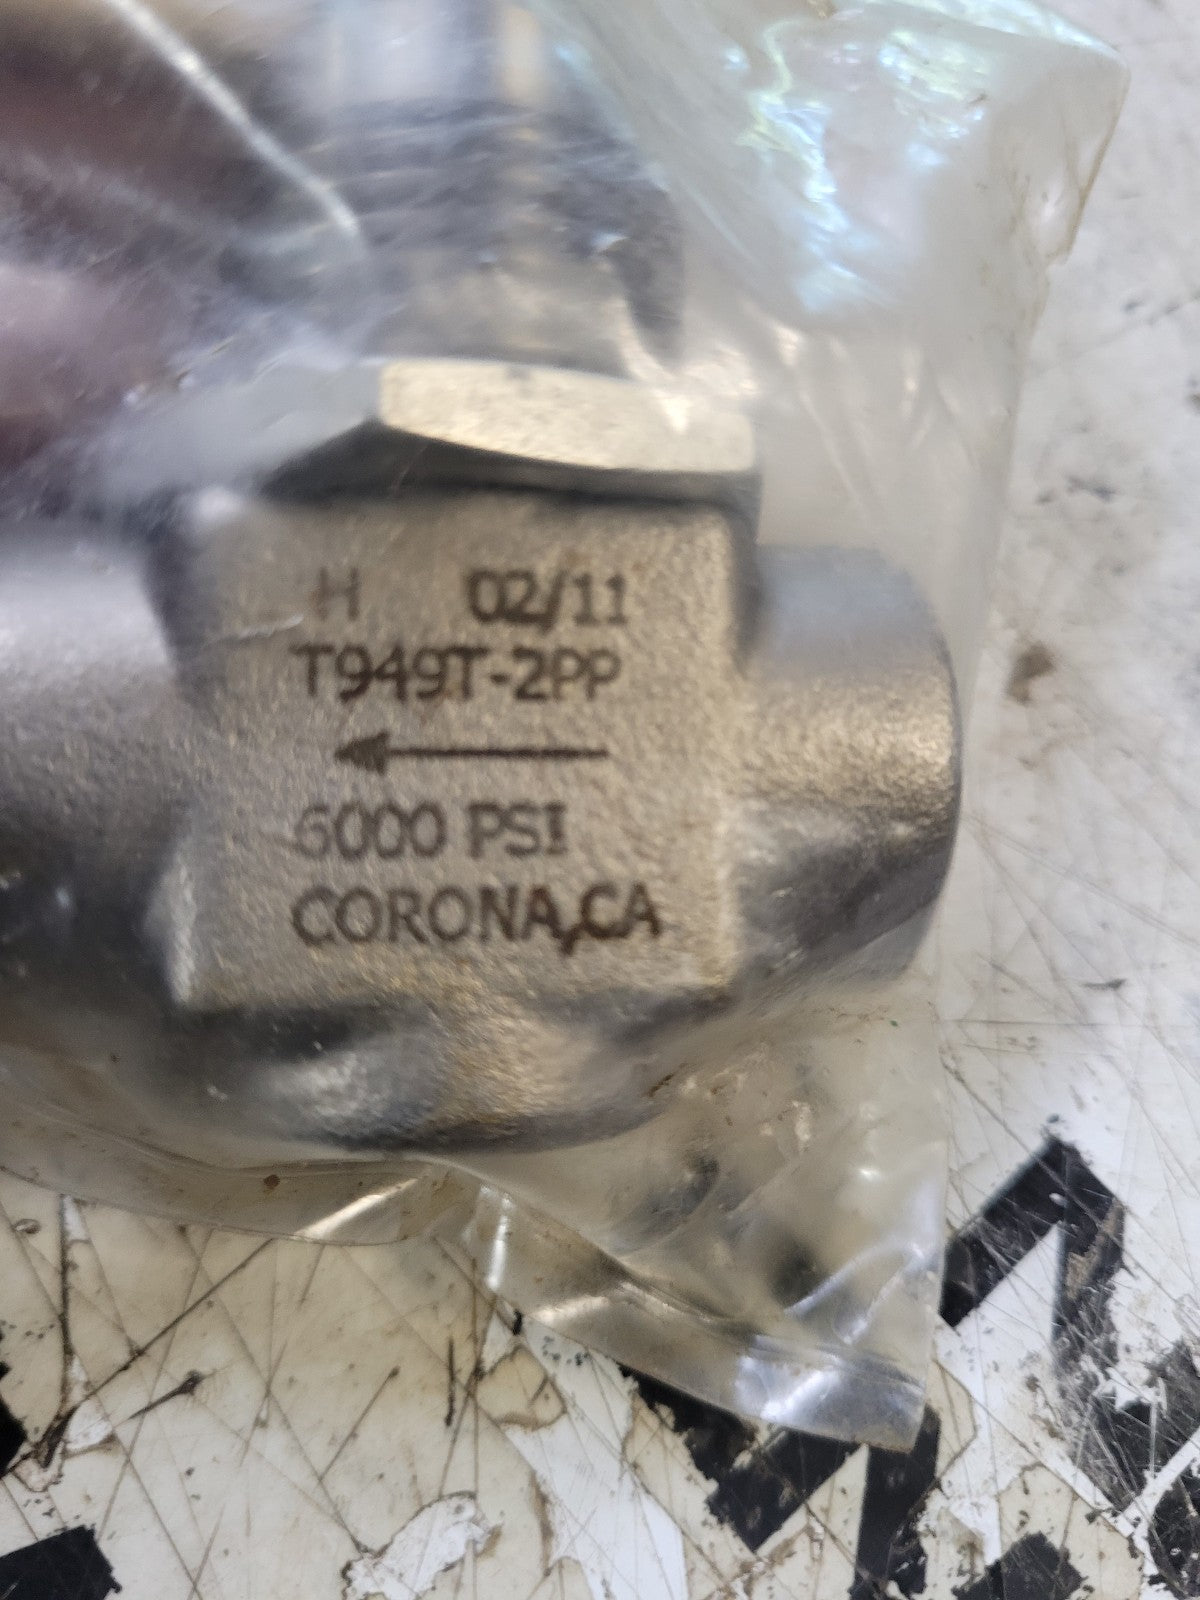 H 02/11
T949T-2PP
6000 PSI
CORONA,CA